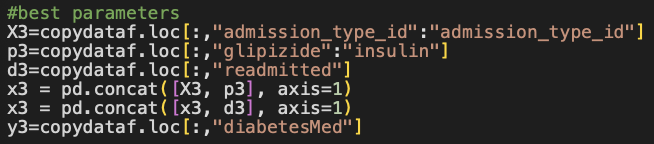 #best parameters
X3=copydataf.loc[:,"admission_type_id":"admission_type_id"]
p3=copydataf.loc[:,"glipizide":"insulin"]
d3=copydataf.loc[:,"readmitted"]
x3 = pd.concat([X3, p3], axis=1)
x3 = pd.concat([x3, d3], axis=1)
y3=copydataf.loc[:,"diabetesMed"]